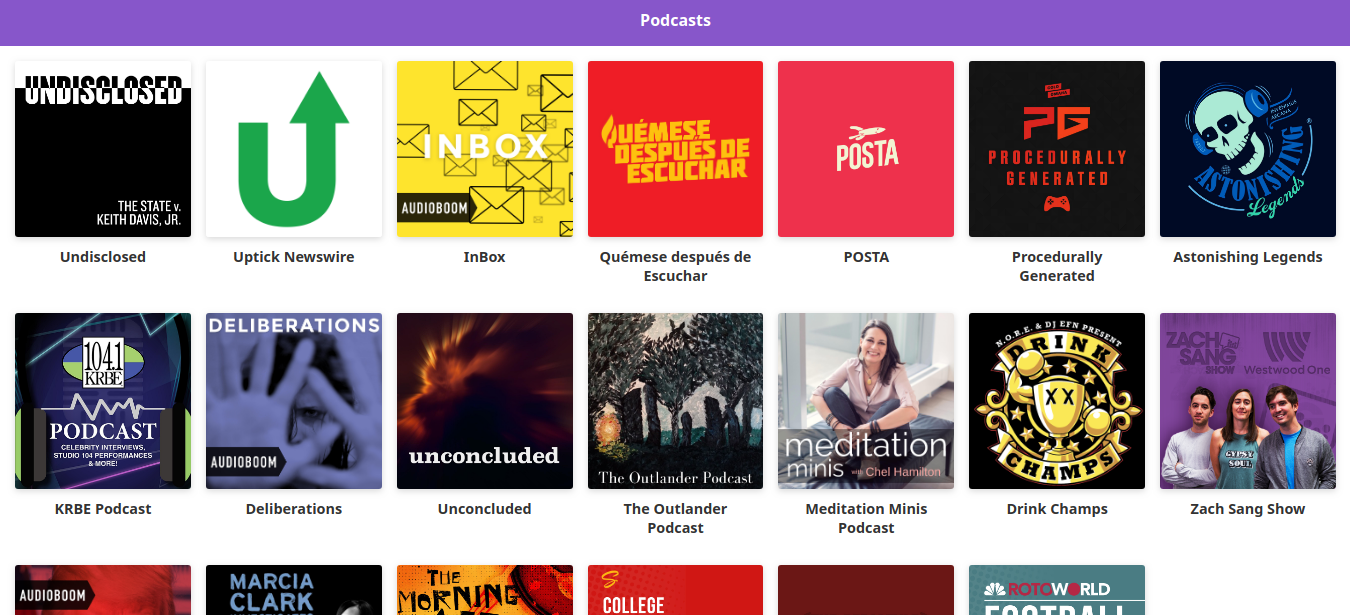 Podcasts
UNDISCLOSED
THE STATE v.
KEITH DAVIS, JR.
INBOX
AUDIOBOOM
QUÉMESE
DESPUÉS DE
ESCUCHAR
POSTA
PG
PROCEDURALLY
GENERATED
ASTONISHING
Legends
Undisclosed
Uptick Newswire
InBox
Quémese después de
Escuchar
POSTA
Procedurally
Generated
Astonishing Legends
104.1
KRBE
PODCAST
CELEBRITY INTERVIEWS,
STUDIO 104 PERFORMANCES
& MORE!
DELIBERATIONS
AUDIOBOOM
unconcluded
The Outlander Podcast
meditation
minis with Chel Hamilton
N.O.R.E. & DJ EFN PRESENT
DRINK
CHAMPS
ZACH
SANG
SHOW
Westwood One
GYPSY
SOUL
KRBE Podcast
Deliberations
Unconcluded
The Outlander
Podcast
Meditation Minis
Podcast
Drink Champs
Zach Sang Show
AUDIOBOOM
MARCIA
CLARK
THE
MORNING
COLLEGE
ROTOWORLD
FOOTBALL